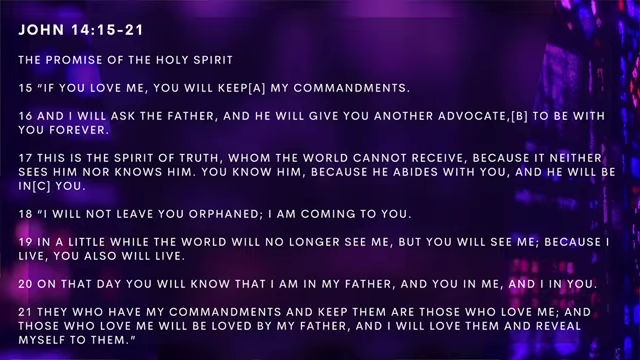 JOHN 14:15-21
THE PROMISE OF THE HOLY SPIRIT
15 “IF YOU LOVE ME, YOU WILL KEEP[A] MY COMMANDMENTS.
16 AND I WILL ASK THE FATHER, AND HE WILL GIVE YOU ANOTHER ADVOCATE,[B] TO BE WITH
YOU FOREVER.
17 THIS IS THE SPIRIT OF TRUTH, WHOM THE WORLD CANNOT RECEIVE, BECAUSE IT NEITHER
SEES HIM NOR KNOWS HIM. YOU KNOW HIM, BECAUSE HE ABIDES WITH YOU, AND HE WILL BE
IN[C] YOU.
18 “I WILL NOT LEAVE YOU ORPHANED; I AM COMING TO YOU.
19 IN A LITTLE WHILE THE WORLD WILL NO LONGER SEE ME, BUT YOU WILL SEE ME; BECAUSE I
LIVE, YOU ALSO WILL LIVE.
20 ON THAT DAY YOU WILL KNOW THAT I AM IN MY FATHER, AND YOU IN ME, AND I IN YOU.
21 THEY WHO HAVE MY COMMANDMENTS AND KEEP THEM ARE THOSE WHO LOVE ME; AND
THOSE WHO LOVE ME WILL BE LOVED BY MY FATHER, AND I WILL LOVE THEM AND REVEAL
MYSELF TO THEM.”